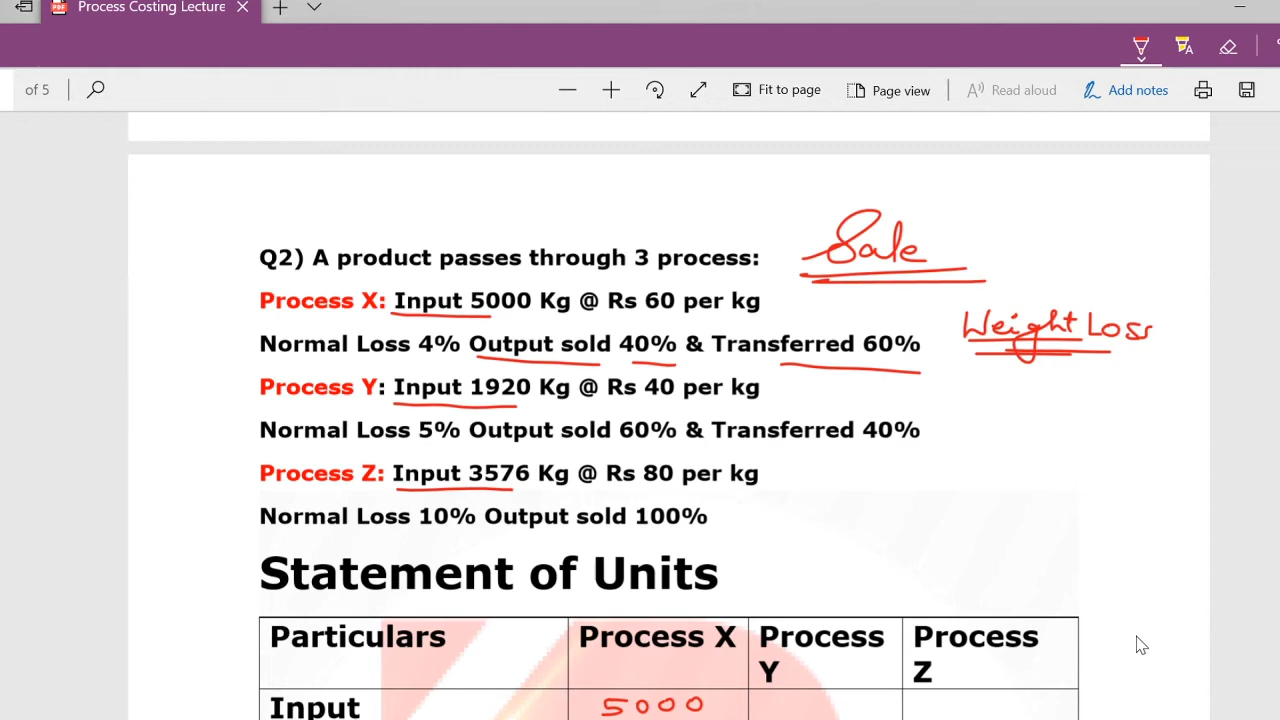 Process Costing Lecture
of 5
Fit to page
Page view
Read aloud
Add notes
Sale
Q2) A product passes through 3 process:
Process X: Input 5000 Kg @ Rs 60 per kg
Weight Loss
Normal Loss 4% Output sold 40% & Transferred 60%
Process Y: Input 1920 Kg @ Rs 40 per kg
Normal Loss 5% Output sold 60% & Transferred 40%
Process Z: Input 3576 Kg @ Rs 80 per kg
Normal Loss 10% Output sold 100%
Statement of Units
Particulars Process X Process Y Process Z
Input 5000